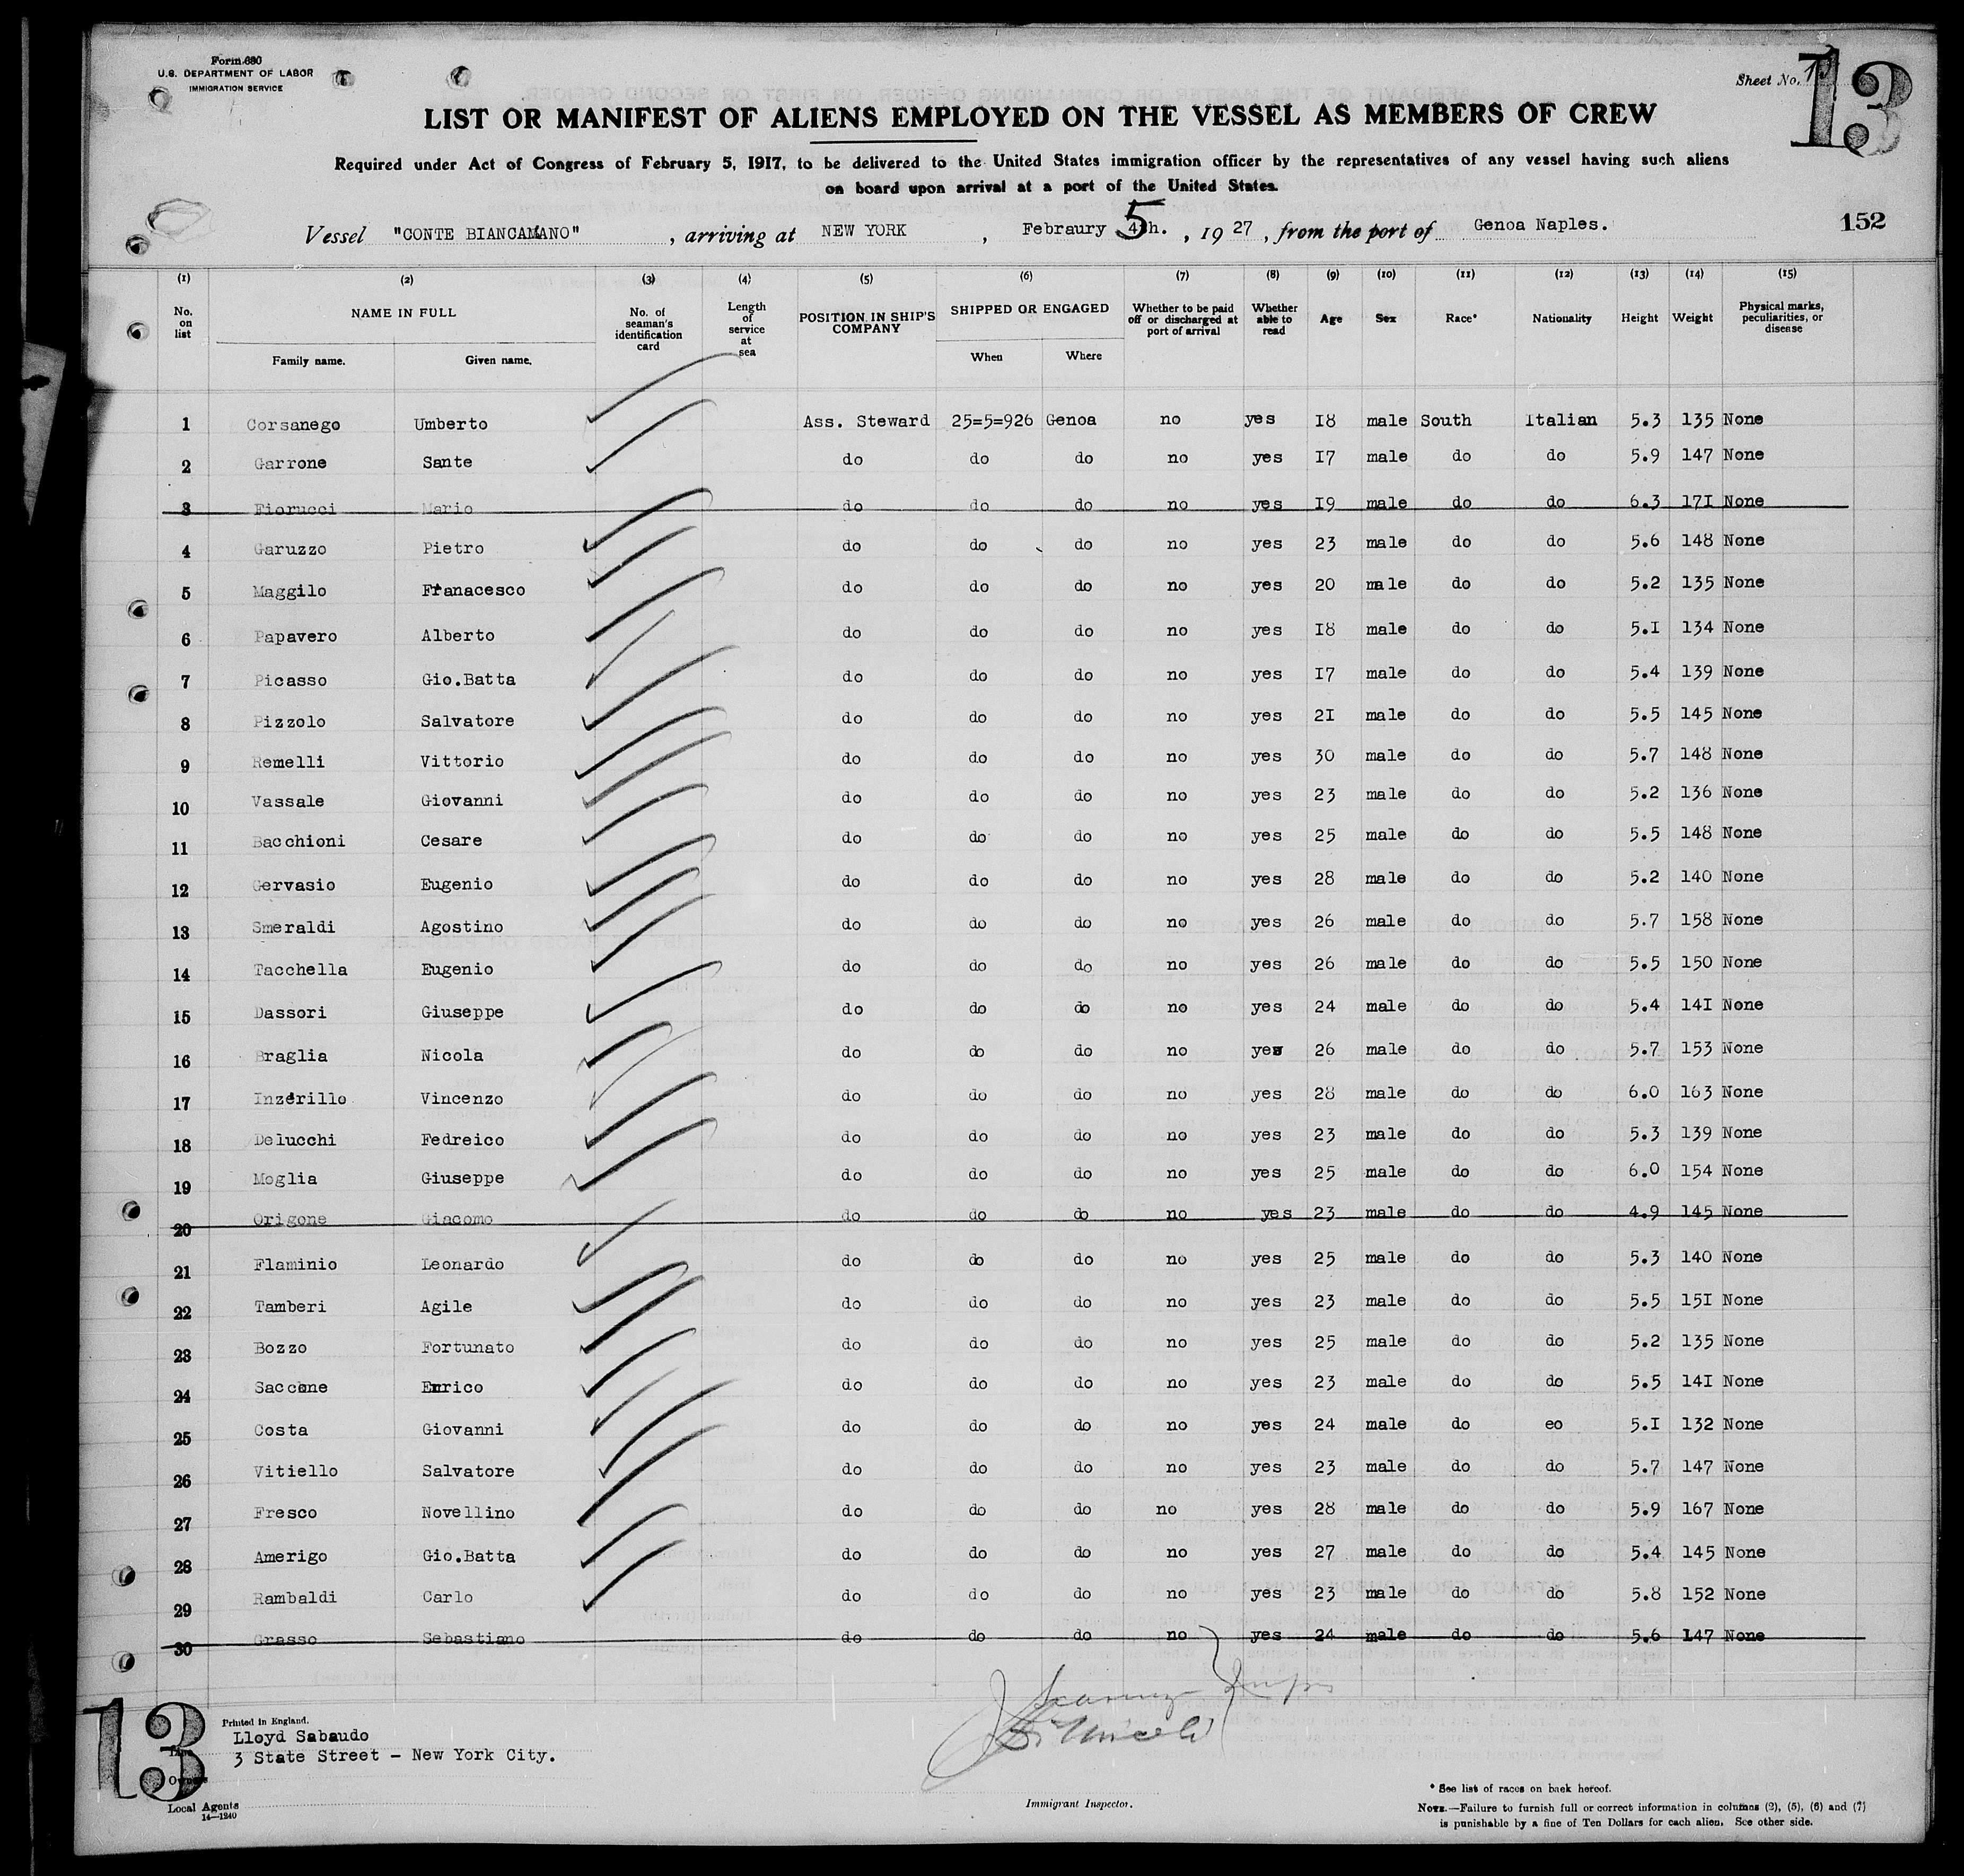 Form 680
U.S. DEPARTMENT OF LABOR
IMMIGRATION SERVICE
Sheet No.
13
LIST OR MANIFEST OF ALIENS EMPLOYED ON THE VESSEL AS MEMBERS OF CREW
Required under Act of Congress of February 5, 1917, to be delivered to the United States immigration officer by the representatives of any vessel having such aliens
on board upon arrival at a port of the United States.
Vessel "CONTE BIANCAMANO", arriving at NEW YORK, Febraury 5th., 1927, from the port of Genoa Naples.
152
(1) (2) (3) (4) (5) (6) (7) (8) (9) (10) (11) (12) (13) (14) (15)
No. on list NAME IN FULL Family name. Given name. No. of seaman's identification card Length of service at sea POSITION IN SHIP'S COMPANY SHIPPED OR ENGAGED When Where Whether to be paid off or discharged at port of arrival Whether able to read Age Sex Race* Nationality Height Weight Physical marks, peculiarities, or disease
1 Corsanego Umberto Ass. Steward 25=5=926 Genoa no yes I8 male South Italian 5.3 135 None
2 Garrone Sante do do do no yes I7 male do do 5.9 147 None
3 Fiorucci Mario do do do no yes I9 male do do 6.3 17I None
4 Garuzzo Pietro do do do no yes 23 male do do 5.6 148 None
5 Maggilo Franacesco do do do no yes 20 male do do 5.2 135 None
6 Papavero Alberto do do do no yes I8 male do do 5.I 134 None
7 Picasso Gio.Batta do do do no yes I7 male do do 5.4 139 None
8 Pizzolo Salvatore do do do no yes 2I male do do 5.5 145 None
9 Remelli Vittorio do do do no yes 30 male do do 5.7 148 None
10 Vassale Giovanni do do do no yes 23 male do do 5.2 136 None
11 Bacchioni Cesare do do do no yes 25 male do do 5.5 148 None
12 Gervasio Eugenio do do do no yes 28 male do do 5.2 140 None
13 Smeraldi Agostino do do do no yes 26 male do do 5.7 158 None
14 Tacchella Eugenio do do do no yes 26 male do do 5.5 150 None
15 Dassori Giuseppe do do do no yes 24 male do do 5.4 14I None
16 Braglia Nicola do do do no yes 26 male do do 5.7 153 None
17 Inzerillo Vincenzo do do do no yes 28 male do do 6.0 163 None
18 Delucchi Fedreico do do do no yes 23 male do do 5.3 139 None
19 Moglia Giuseppe do do do no yes 25 male do do 6.0 154 None
20 Origone Giacomo do do do no yes 23 male do do 4.9 145 None
21 Flaminio Leonardo do do do no yes 25 male do do 5.3 140 None
22 Tamberi Agile do do do no yes 23 male do do 5.5 15I None
23 Bozzo Fortunato do do do no yes 25 male do do 5.2 135 None
24 Saccone Enrico do do do no yes 23 male do do 5.5 14I None
25 Costa Giovanni do do do no yes 24 male do eo 5.I 132 None
26 Vitiello Salvatore do do do no yes 23 male do do 5.7 147 None
27 Fresco Novellino do do do no yes 28 male do do 5.9 167 None
28 Amerigo Gio.Batta do do do no yes 27 male do do 5.4 145 None
29 Rambaldi Carlo do do do no yes 23 male do do 5.8 152 None
30 Grasso Sebastiano do do do no yes 24 male do do 5.6 147 None
13
Printed in England.
Lloyd Sabaudo
3 State Street - New York City.
Owners
Local Agents
14—1240
Immigrant Inspector.
* See list of races on back hereof.
NOTE.—Failure to furnish full or correct information in columns (2), (5), (6) and (7)
is punishable by a fine of Ten Dollars for each alien. See other side.